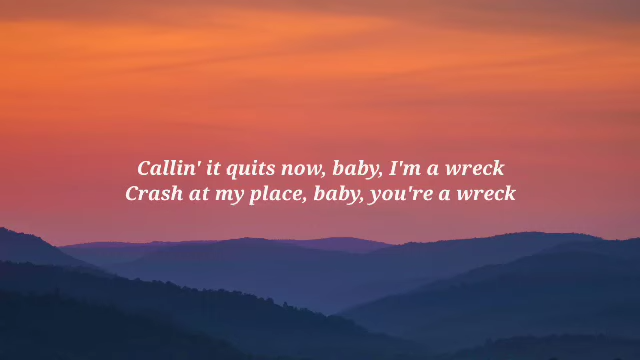 Callin' it quits now, baby, I'm a wreck
Crash at my place, baby, you're a wreck